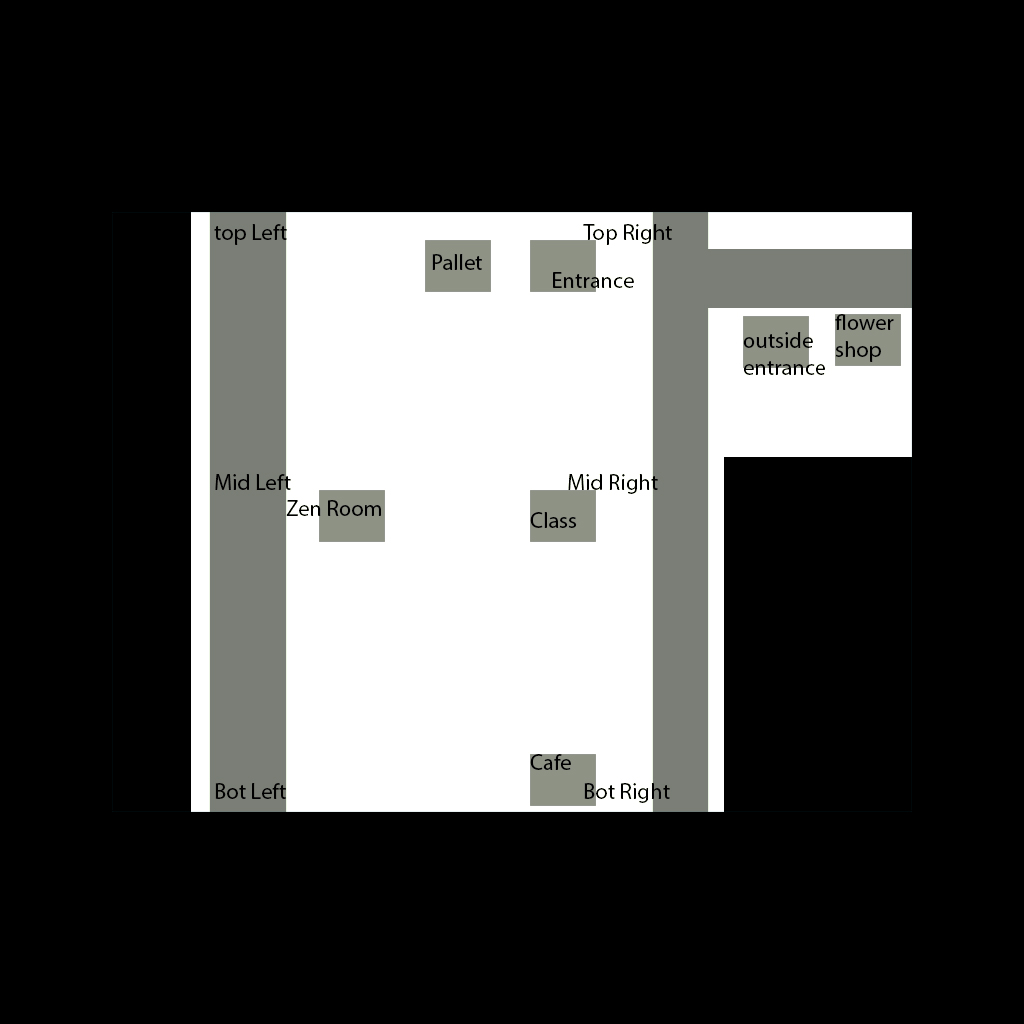 top Left
Top Right
Pallet
Entrance
outside
entrance
flower
shop
Mid Left
Mid Right
Zen Room
Class
Cafe
Bot Left
Bot Right